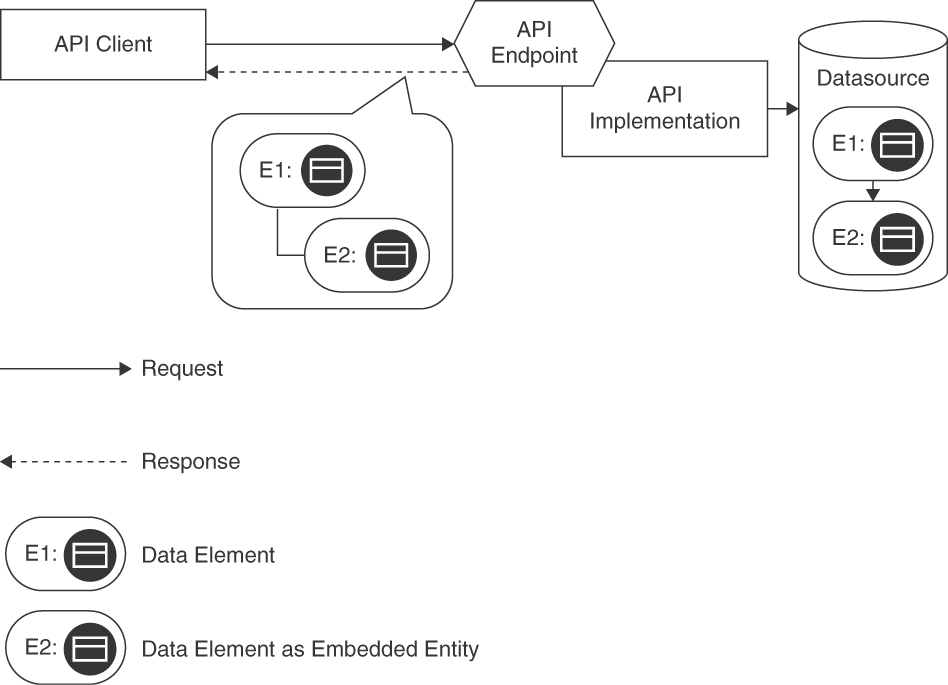 API Client
API
Endpoint
API
Implementation
Datasource
E1:
E2:
E1:
E2:
Request
Response
E1:
Data Element
E2:
Data Element as Embedded Entity